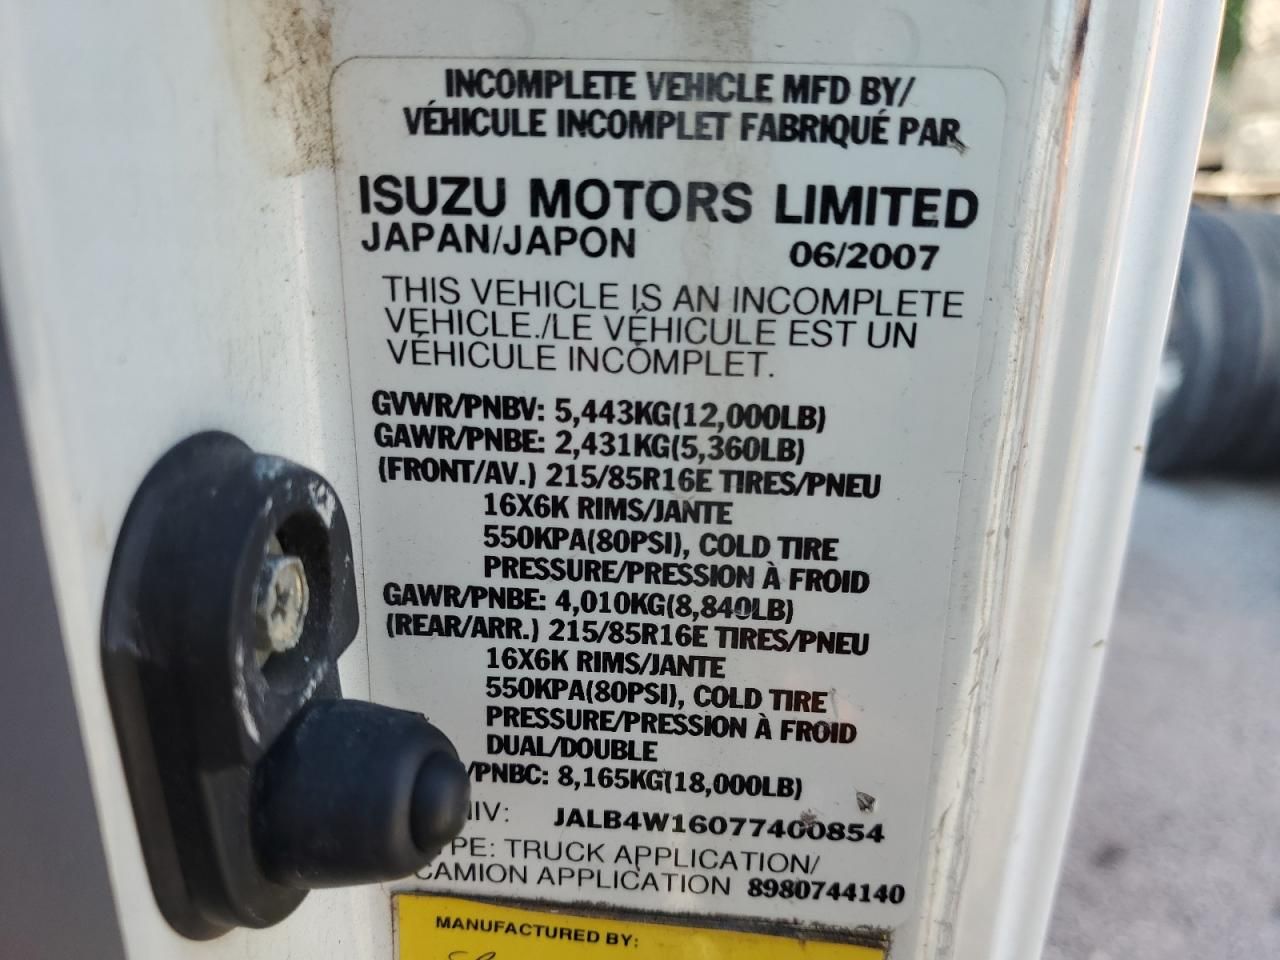 INCOMPLETE VEHICLE MFD BY/
VÉHICULE INCOMPLET FABRIQUÉ PAR
ISUZU MOTORS LIMITED
JAPAN/JAPON 06/2007
THIS VEHICLE IS AN INCOMPLETE
VEHICLE./LE VÉHICULE EST UN
VÉHICULE INCOMPLET.
GVWR/PNBV: 5,443KG(12,000LB)
GAWR/PNBE: 2,431KG(5,360LB)
(FRONT/AV.) 215/85R16E TIRES/PNEU
16X6K RIMS/JANTE
550KPA(80PSI), COLD TIRE
PRESSURE/PRESSION À FROID
GAWR/PNBE: 4,010KG(8,840LB)
(REAR/ARR.) 215/85R16E TIRES/PNEU
16X6K RIMS/JANTE
550KPA(80PSI), COLD TIRE
PRESSURE/PRESSION À FROID
DUAL/DOUBLE
/PNBC: 8,165KG(18,000LB)
JALB4W16077400854
TRUCK APPLICATION/
CAMION APPLICATION 8980744140
MANUFACTURED BY: